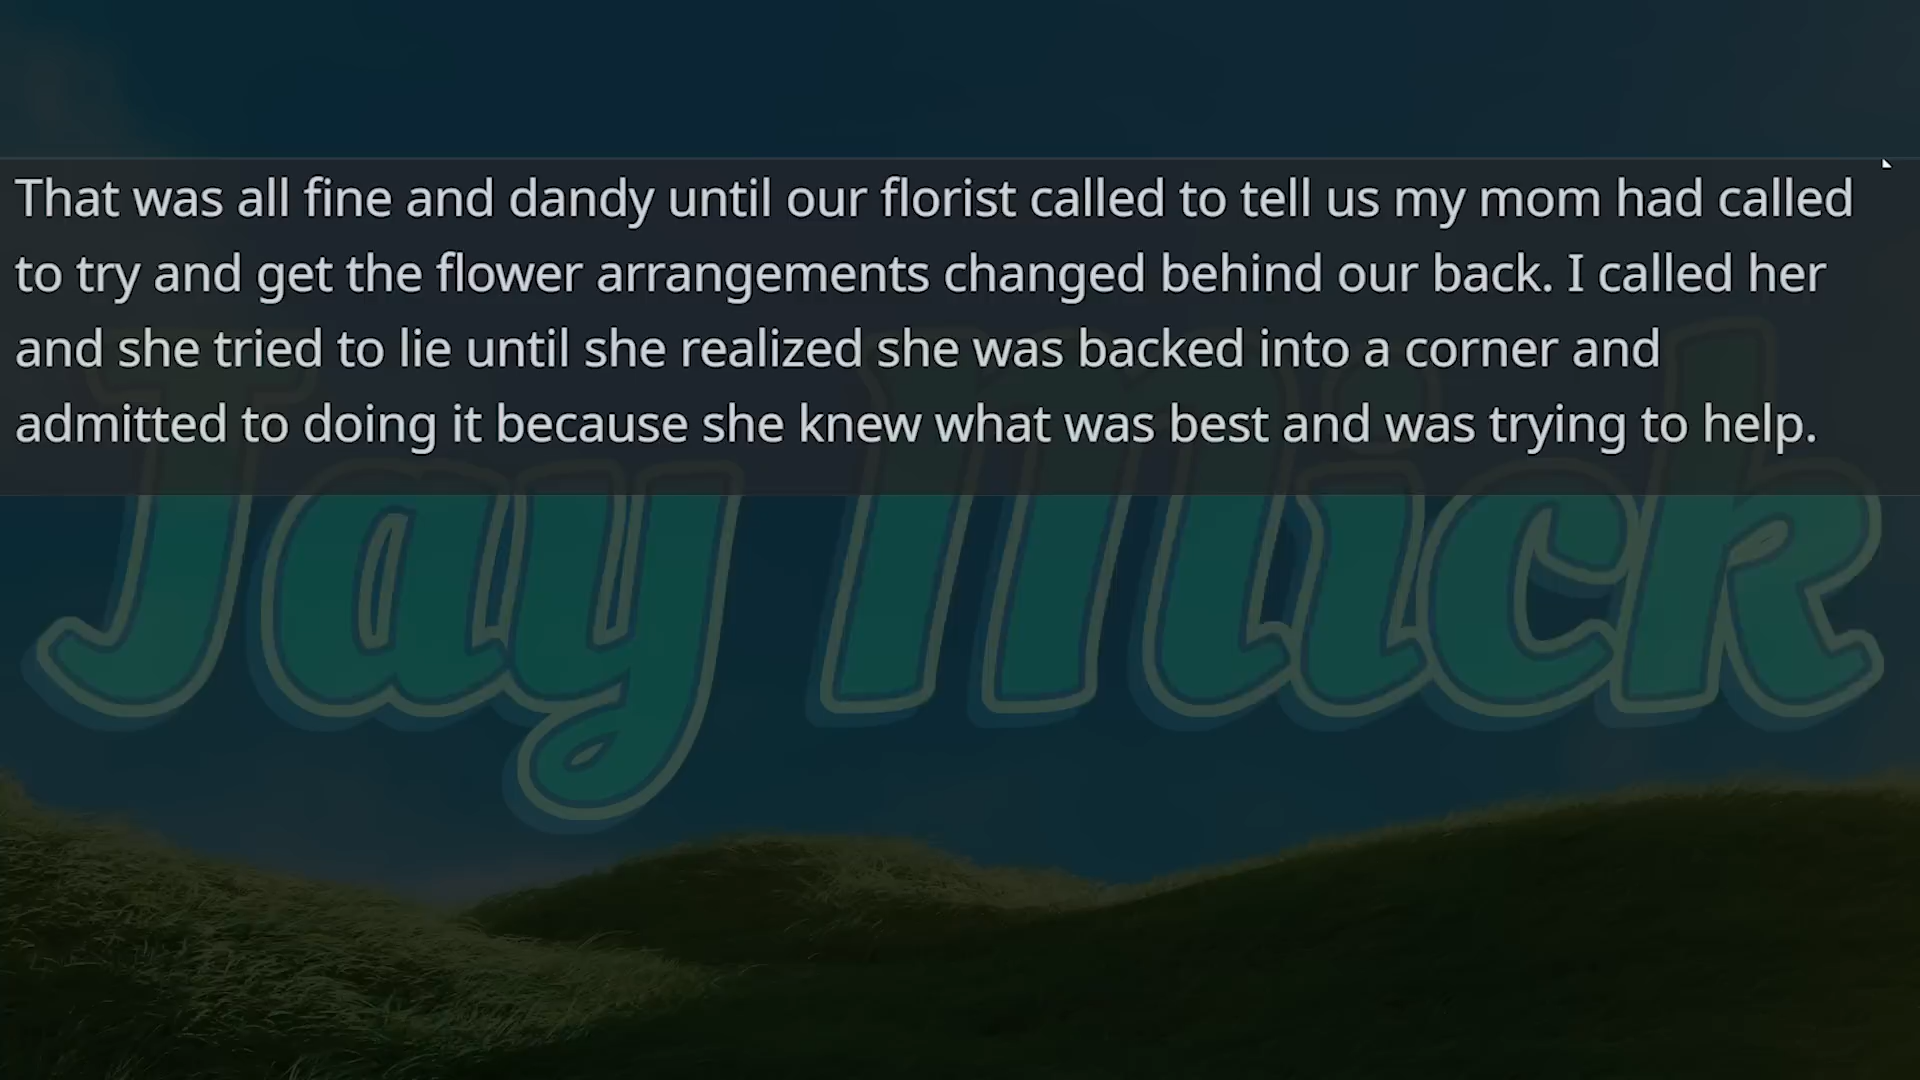 That was all fine and dandy until our florist called to tell us my mom had called
to try and get the flower arrangements changed behind our back. I called her
and she tried to lie until she realized she was backed into a corner and
admitted to doing it because she knew what was best and was trying to help.
Jay Mick